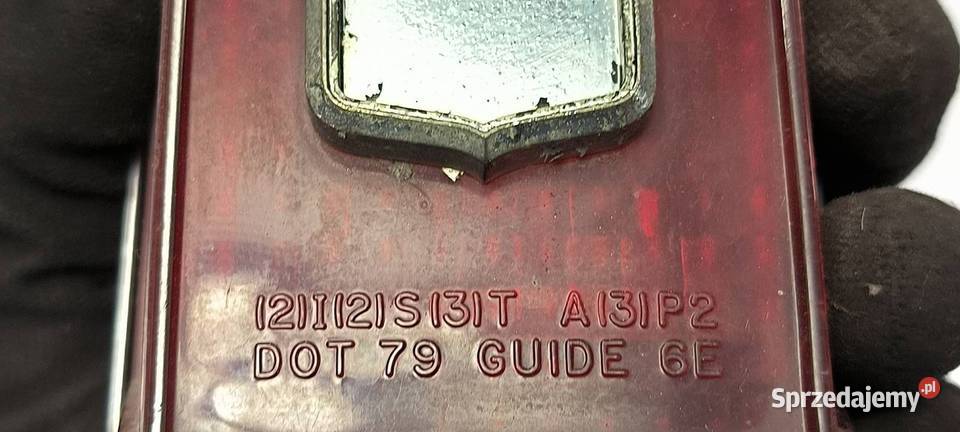 (2)I(2)S(3)T A(3)P2
DOT 79 GUIDE 6E
Sprzedajemy.pl